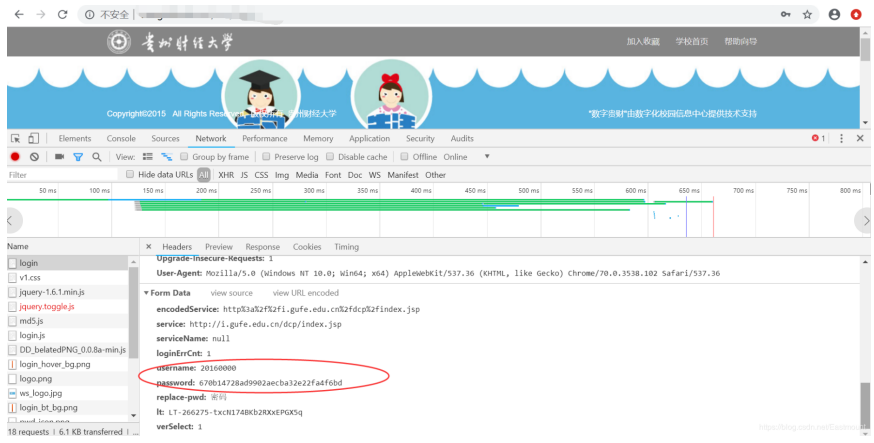 不安全
贵州财经大学
加入收藏 学校首页 帮助向导
Copyright©2015 All Rights
州财经大学
"数字贵财"由数字化校园信息中心提供技术支持
Elements Console Sources Network Performance Memory Application Security Audits
1
View: Group by frame Preserve log Disable cache Offline Online
Filter
Hide data URLs All XHR JS CSS Img Media Font Doc WS Manifest Other
50 ms 100 ms 150 ms 200 ms 250 ms 300 ms 350 ms 400 ms 450 ms 500 ms 550 ms 600 ms 650 ms 700 ms 750 ms 800 ms
Name
Headers Preview Response Cookies Timing
login
v1.css
jquery-1.6.1.min.js
jquery.toggle.js
md5.js
login.js
DD_belatedPNG_0.0.8a-min.js
login_hover_bg.png
logo.png
ws_logo.jpg
login_bt_bg.png
pwd_icon.png
18 requests 6.1 KB transferred ...
Upgrade-Insecure-Requests: 1
User-Agent: Mozilla/5.0 (Windows NT 10.0; Win64; x64) AppleWebKit/537.36 (KHTML, like Gecko) Chrome/70.0.3538.102 Safari/537.36
Form Data view source view URL encoded
encodedService: http%3a%2f%2fi.gufe.edu.cn%2fdcp%2findex.jsp
service: http://i.gufe.edu.cn/dcp/index.jsp
serviceName: null
loginErrCnt: 1
username: 20160000
password: 670b14728ad9902aecba32e22fa4f6bd
replace-pwd: 密码
lt: LT-266275-txcN174BKb2RXxEPGX5q
verSelect: 1